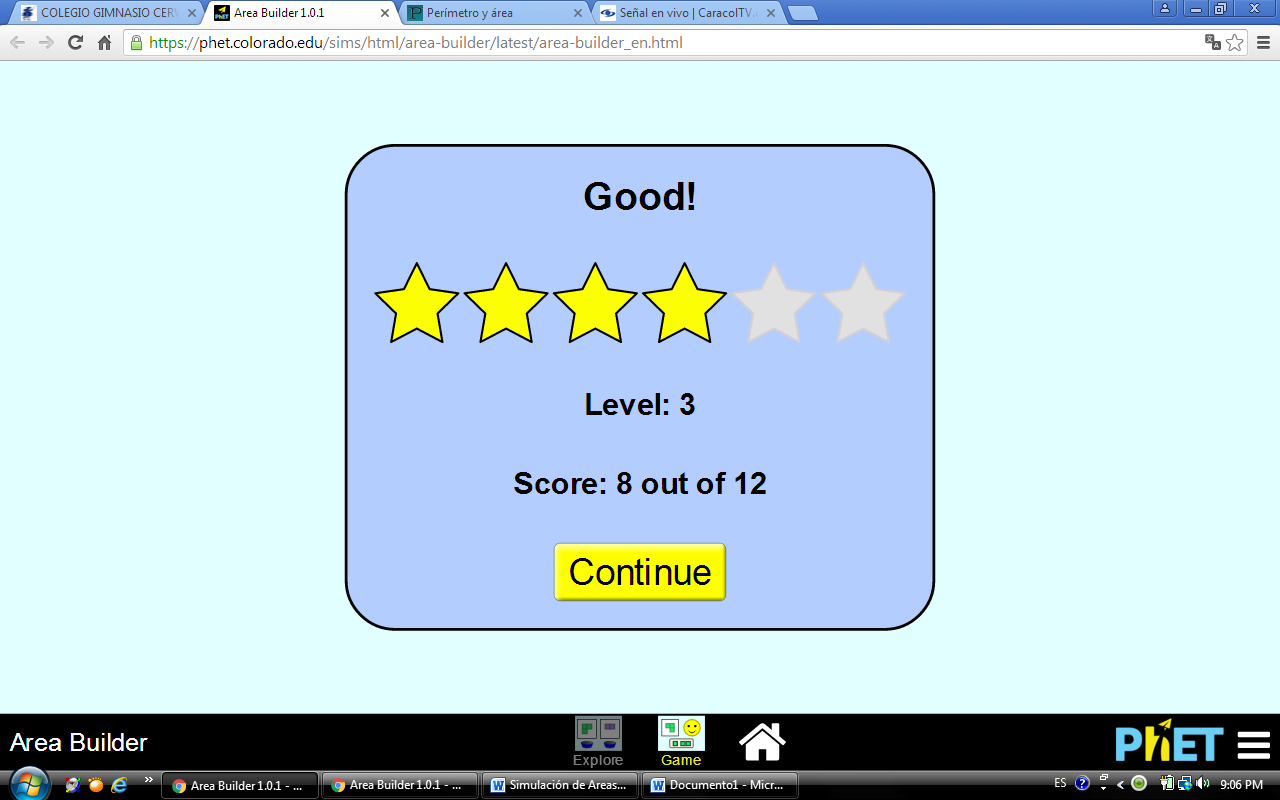 COLEGIO GIMNASIO CERV
Area Builder 1.0.1
Perímetro y área
Señal en vivo | CaracolTV.
https://phet.colorado.edu/sims/html/area-builder/latest/area-builder_en.html
Good!
Level: 3
Score: 8 out of 12
Continue
Area Builder
Explore
Game
PhET
Area Builder 1.0.1 - ...
Area Builder 1.0.1 - ...
Simulación de Areas...
Documento1 - Micr...
ES
9:06 PM